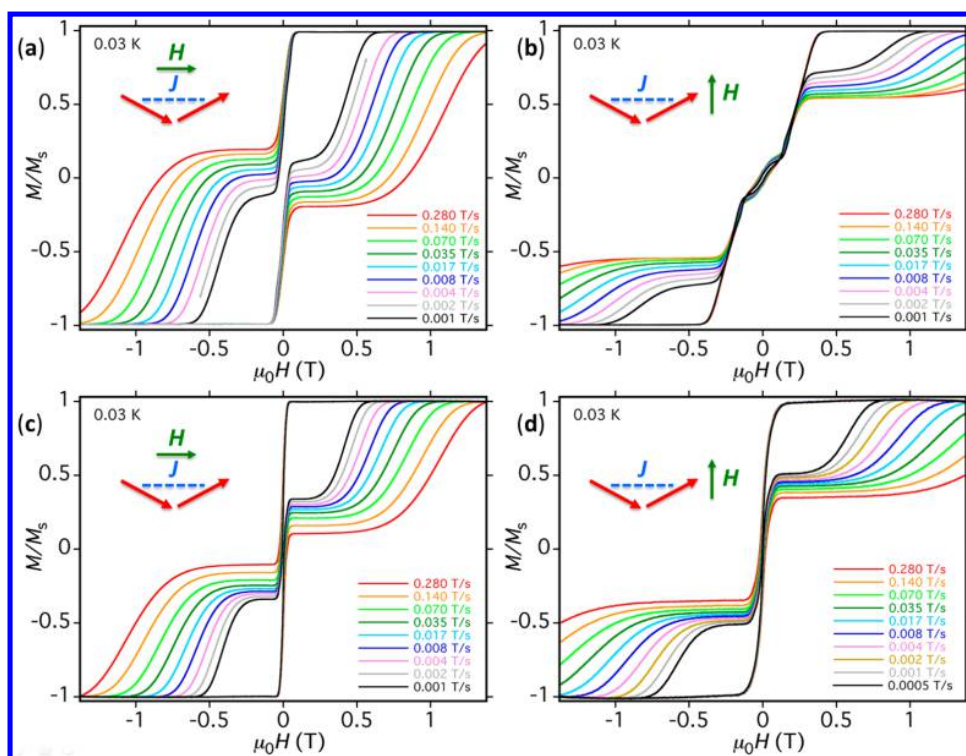 (a)
0.03 K
H
J
M/Ms
1
0.5
0
-0.5
-1
0.280 T/s
0.140 T/s
0.070 T/s
0.035 T/s
0.017 T/s
0.008 T/s
0.004 T/s
0.002 T/s
0.001 T/s
-1 -0.5 0 0.5 1
μ0H (T)
(b)
J
H
M/Ms
1
0.5
0
-0.5
-1
0.280 T/s
0.140 T/s
0.070 T/s
0.035 T/s
0.017 T/s
0.008 T/s
0.004 T/s
0.002 T/s
0.001 T/s
-1 -0.5 0 0.5 1
μ0H (T)
(c)
0.03 K
H
J
M/Ms
1
0.5
0
-0.5
-1
0.280 T/s
0.140 T/s
0.070 T/s
0.035 T/s
0.017 T/s
0.008 T/s
0.004 T/s
0.002 T/s
0.001 T/s
-1 -0.5 0 0.5 1
μ0H (T)
(d)
0.03 K
J
H
M/Ms
1
0.5
0
-0.5
-1
0.280 T/s
0.140 T/s
0.070 T/s
0.035 T/s
0.017 T/s
0.008 T/s
0.004 T/s
0.002 T/s
0.001 T/s
0.0005 T/s
-1 -0.5 0 0.5 1
μ0H (T)